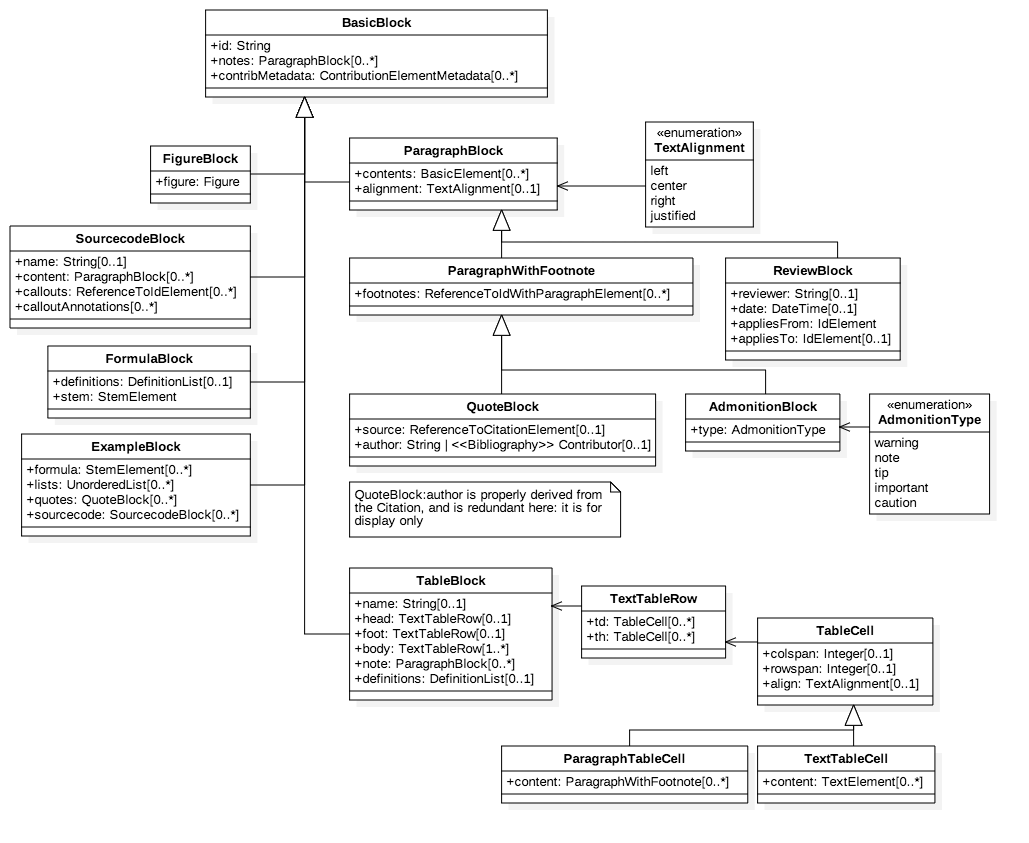 BasicBlock
+id: String
+notes: ParagraphBlock[0..*]
+contribMetadata: ContributionElementMetadata[0..*]
FigureBlock
+figure: Figure
ParagraphBlock
+contents: BasicElement[0..*]
+alignment: TextAlignment[0..1]
«enumeration»
TextAlignment
left
center
right
justified
SourcecodeBlock
+name: String[0..1]
+content: ParagraphBlock[0..*]
+callouts: ReferenceToIdElement[0..*]
+calloutAnnotations[0..*]
ParagraphWithFootnote
+footnotes: ReferenceToIdWithParagraphElement[0..*]
ReviewBlock
+reviewer: String[0..1]
+date: DateTime[0..1]
+appliesFrom: IdElement
+appliesTo: IdElement[0..1]
FormulaBlock
+definitions: DefinitionList[0..1]
+stem: StemElement
QuoteBlock
+source: ReferenceToCitationElement[0..1]
+author: String | <<Bibliography>> Contributor[0..1]
AdmonitionBlock
+type: AdmonitionType
«enumeration»
AdmonitionType
warning
note
tip
important
caution
ExampleBlock
+formula: StemElement[0..*]
+lists: UnorderedList[0..*]
+quotes: QuoteBlock[0..*]
+sourcecode: SourcecodeBlock[0..*]
QuoteBlock:author is properly derived from
the Citation, and is redundant here: it is for
display only
TableBlock
+name: String[0..1]
+head: TextTableRow[0..1]
+foot: TextTableRow[0..1]
+body: TextTableRow[1..*]
+note: ParagraphBlock[0..*]
+definitions: DefinitionList[0..1]
TextTableRow
+td: TableCell[0..*]
+th: TableCell[0..*]
TableCell
+colspan: Integer[0..1]
+rowspan: Integer[0..1]
+align: TextAlignment[0..1]
ParagraphTableCell
+content: ParagraphWithFootnote[0..*]
TextTableCell
+content: TextElement[0..*]